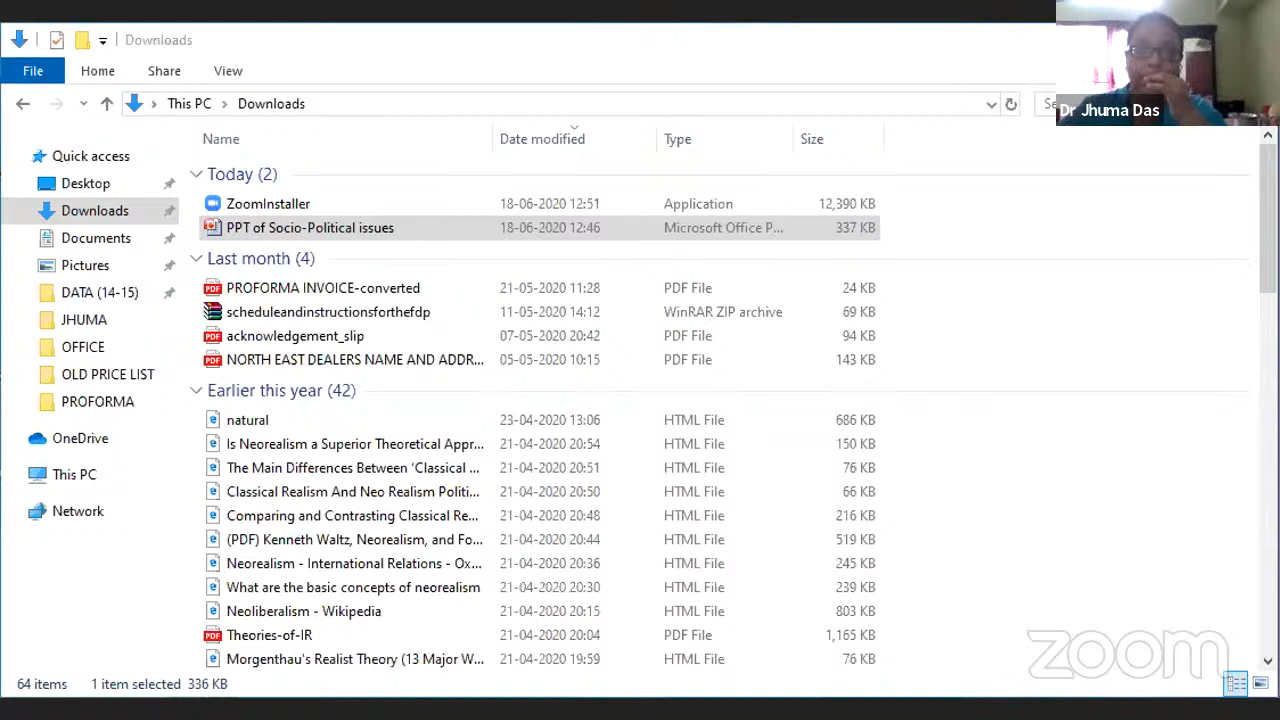 Downloads
File Home Share View
This PC Downloads
Dr Jhuma Das
Name Date modified Type Size
Quick access
Desktop
Downloads
Documents
Pictures
DATA (14-15)
JHUMA
OFFICE
OLD PRICE LIST
PROFORMA
OneDrive
This PC
Network
Today (2)
ZoomInstaller 18-06-2020 12:51 Application 12,390 KB
PPT of Socio-Political issues 18-06-2020 12:46 Microsoft Office P... 337 KB
Last month (4)
PROFORMA INVOICE-converted 21-05-2020 11:28 PDF File 24 KB
scheduleandinstructionsforthefdp 11-05-2020 14:12 WinRAR ZIP archive 69 KB
acknowledgement_slip 07-05-2020 20:42 PDF File 94 KB
NORTH EAST DEALERS NAME AND ADDR... 05-05-2020 10:15 PDF File 143 KB
Earlier this year (42)
natural 23-04-2020 13:06 HTML File 686 KB
Is Neorealism a Superior Theoretical Appr... 21-04-2020 20:54 HTML File 150 KB
The Main Differences Between ‘Classical ... 21-04-2020 20:51 HTML File 76 KB
Classical Realism And Neo Realism Politi... 21-04-2020 20:50 HTML File 66 KB
Comparing and Contrasting Classical Re... 21-04-2020 20:48 HTML File 216 KB
(PDF) Kenneth Waltz, Neorealism, and Fo... 21-04-2020 20:44 HTML File 519 KB
Neorealism - International Relations - Ox... 21-04-2020 20:36 HTML File 245 KB
What are the basic concepts of neorealism 21-04-2020 20:30 HTML File 239 KB
Neoliberalism - Wikipedia 21-04-2020 20:15 HTML File 803 KB
Theories-of-IR 21-04-2020 20:04 PDF File 1,165 KB
Morgenthau's Realist Theory (13 Major W... 21-04-2020 19:59 HTML File 76 KB
zoom
64 items 1 item selected 336 KB